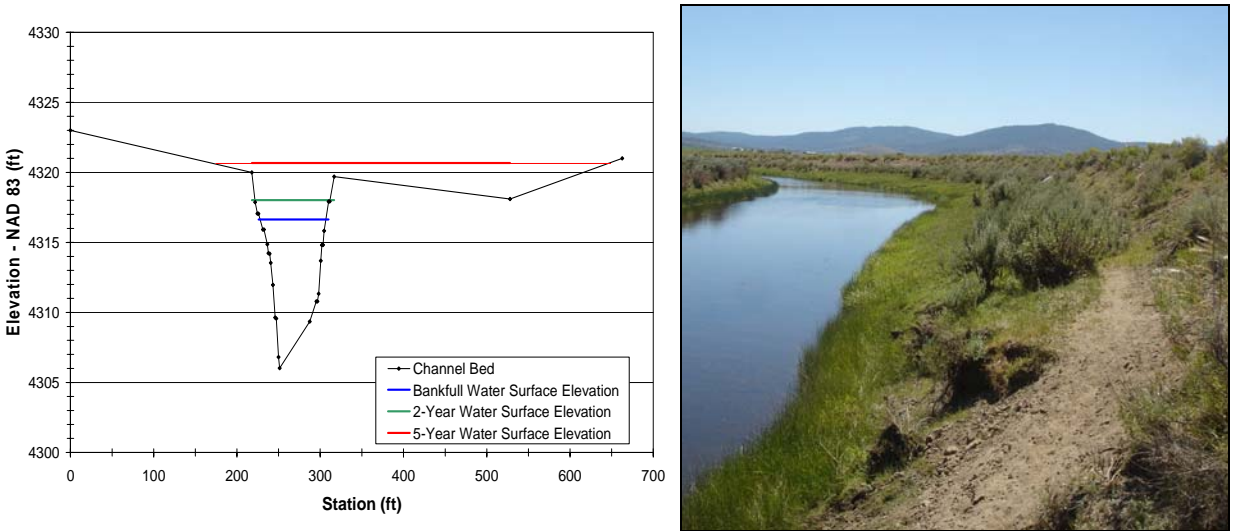 4330
4325
4320
4315
4310
4305
4300
Elevation - NAD 83 (ft)
0
100
200
300
400
500
600
700
Station (ft)
Channel Bed
Bankfull Water Surface Elevation
2-Year Water Surface Elevation
5-Year Water Surface Elevation